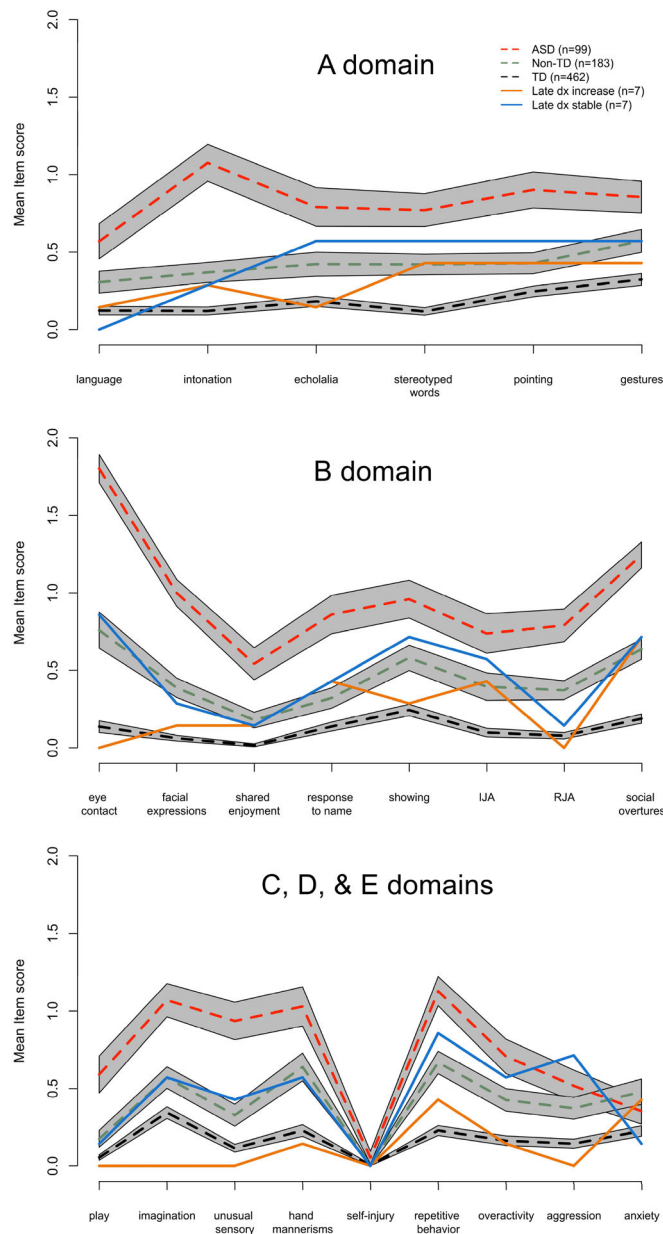 A domain
ASD (n=99)
Non-TD (n=183)
TD (n=462)
Late dx increase (n=7)
Late dx stable (n=7)
Mean Item score
2.0
1.5
1.0
0.5
0.0
language
intonation
echolalia
stereotyped
words
pointing
gestures
B domain
Mean Item score
2.0
1.5
1.0
0.5
0.0
eye
contact
facial
expressions
shared
enjoyment
response
to name
showing
IJA
RJA
social
overtures
C, D, & E domains
Mean Item score
2.0
1.5
1.0
0.5
0.0
play
imagination
unusual
sensory
hand
mannerisms
self-injury
repetitive
behavior
overactivity
aggression
anxiety